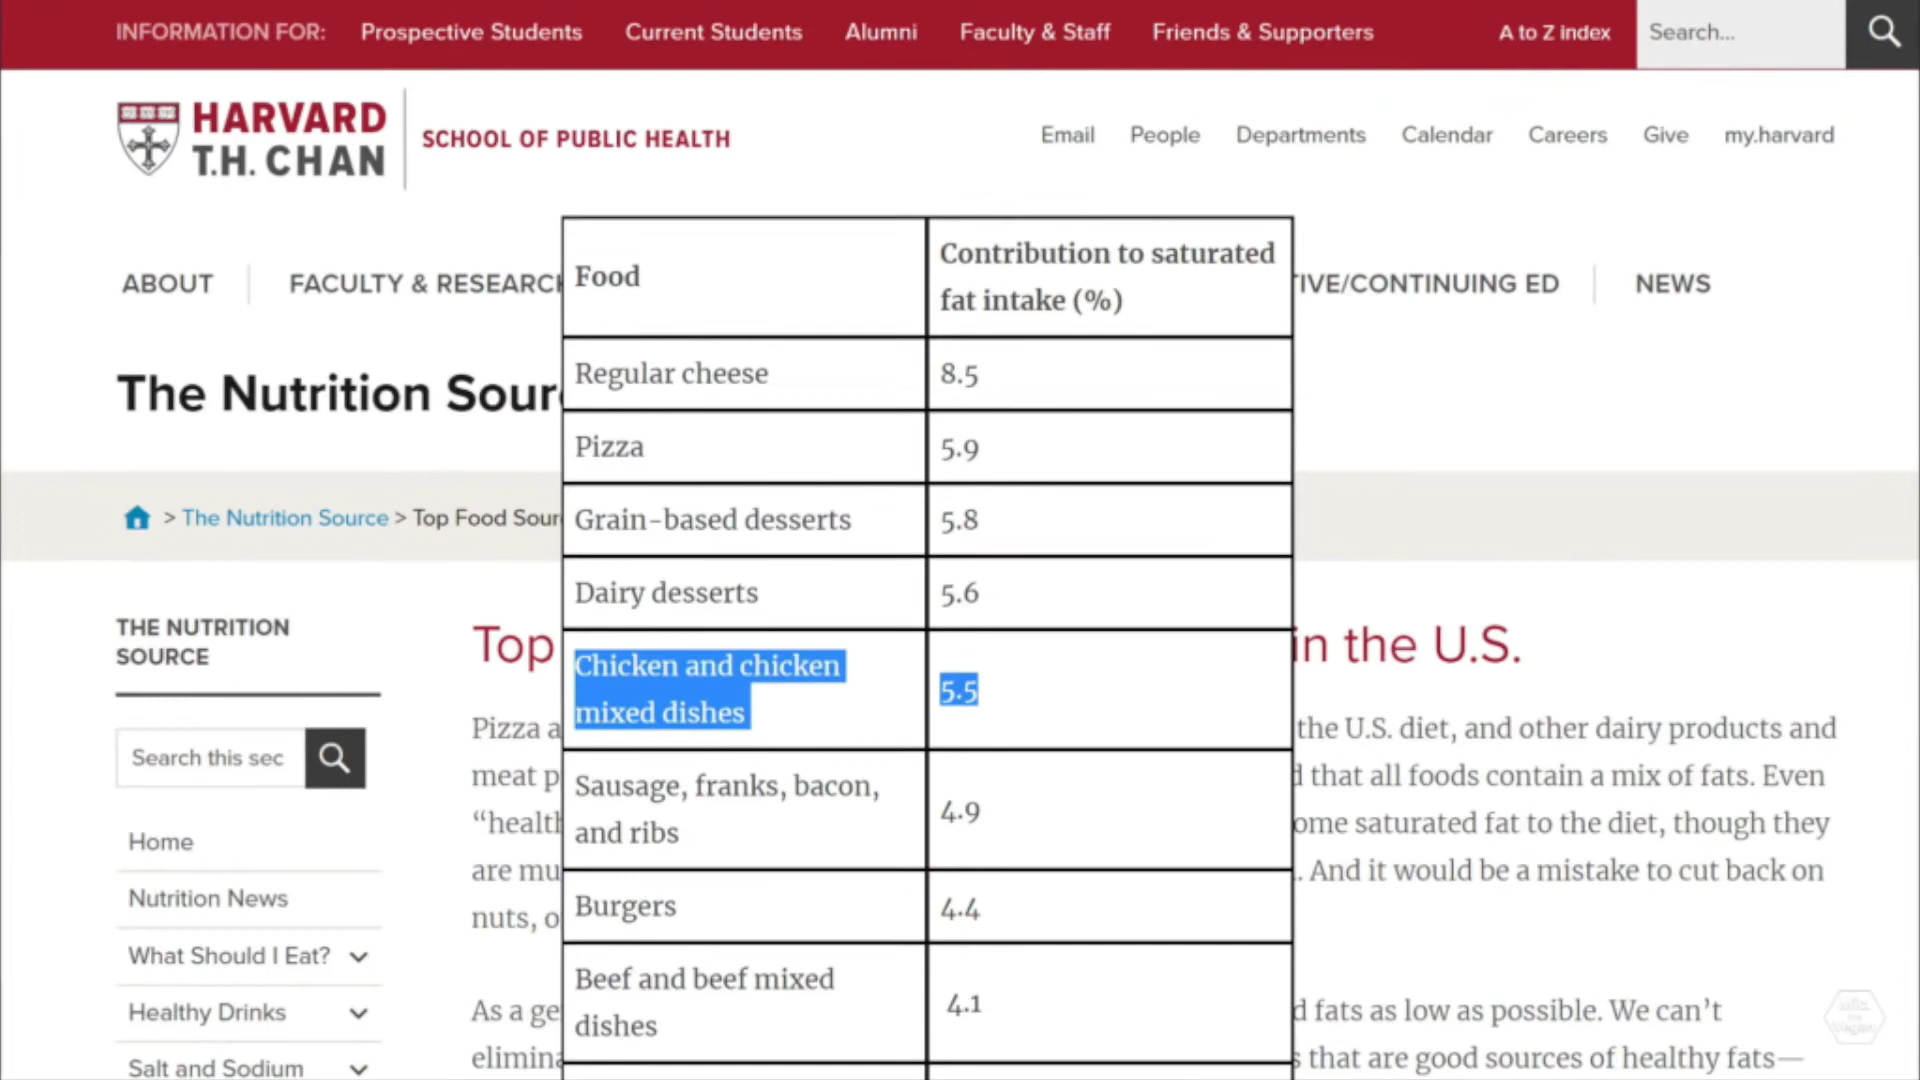 INFORMATION FOR: Prospective Students Current Students Alumni Faculty & Staff Friends & Supporters A to Z index Search...
HARVARD
T.H. CHAN
SCHOOL OF PUBLIC HEALTH
Email People Departments Calendar Careers Give my.harvard
ABOUT FACULTY & RESEARCH TIVE/CONTINUING ED NEWS
The Nutrition Sour
> The Nutrition Source > Top Food Sour
Food Contribution to saturated
fat intake (%)
Regular cheese 8.5
Pizza 5.9
Grain-based desserts 5.8
Dairy desserts 5.6
Chicken and chicken
mixed dishes 5.5
Sausage, franks, bacon,
and ribs 4.9
Burgers 4.4
Beef and beef mixed
dishes 4.1
THE NUTRITION
SOURCE
Search this sec
Home
Nutrition News
What Should I Eat?
Healthy Drinks
Salt and Sodium
Top in the U.S.
Pizza a the U.S. diet, and other dairy products and
meat p d that all foods contain a mix of fats. Even
“health ome saturated fat to the diet, though they
are mu . And it would be a mistake to cut back on
nuts, o
As a ge d fats as low as possible. We can’t
elimina s that are good sources of healthy fats—